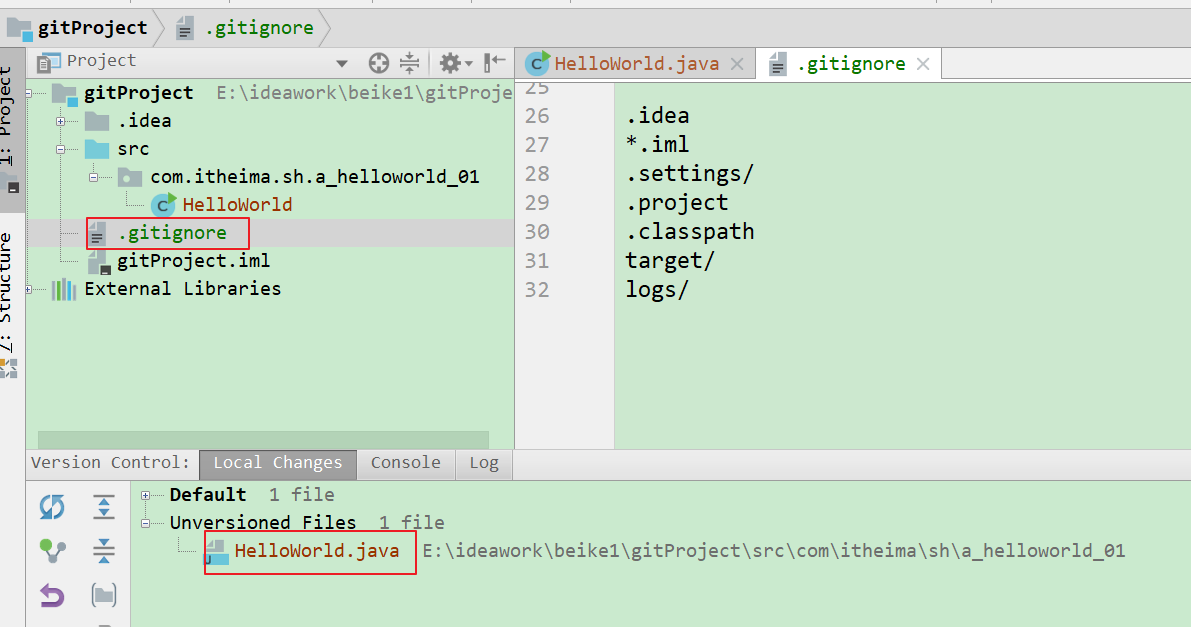 gitProject .gitignore
1: Project
Project
HelloWorld.java .gitignore
gitProject E:\ideawork\beike1\gitProje
.idea
src
com.itheima.sh.a_helloworld_01
HelloWorld
.gitignore
gitProject.iml
External Libraries
Z: Structure
25
26 .idea
27 *.iml
28 .settings/
29 .project
30 .classpath
31 target/
32 logs/
Version Control: Local Changes Console Log
Default 1 file
Unversioned Files 1 file
HelloWorld.java E:\ideawork\beike1\gitProject\src\com\itheima\sh\a_helloworld_01